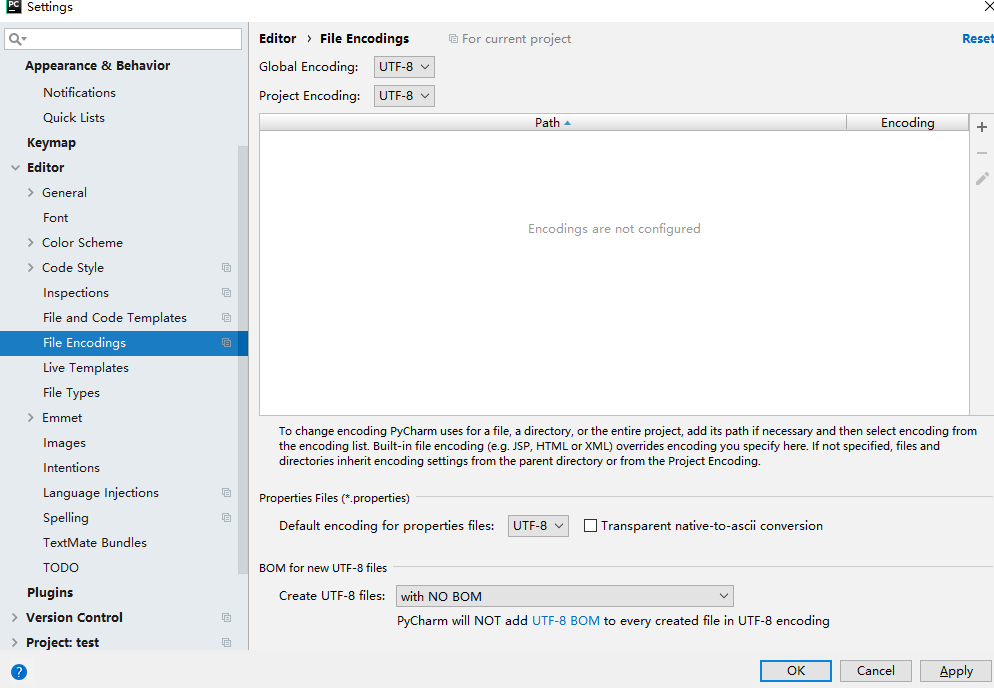 PC Settings
Appearance & Behavior
Notifications
Quick Lists
Keymap
Editor
General
Font
Color Scheme
Code Style
Inspections
File and Code Templates
File Encodings
Live Templates
File Types
Emmet
Images
Intentions
Language Injections
Spelling
TextMate Bundles
TODO
Plugins
Version Control
Project: test
Editor › File Encodings For current project Reset
Global Encoding: UTF-8
Project Encoding: UTF-8
Path Encoding
Encodings are not configured
To change encoding PyCharm uses for a file, a directory, or the entire project, add its path if necessary and then select encoding from
the encoding list. Built-in file encoding (e.g. JSP, HTML or XML) overrides encoding you specify here. If not specified, files and
directories inherit encoding settings from the parent directory or from the Project Encoding.
Properties Files (*.properties)
Default encoding for properties files: UTF-8 Transparent native-to-ascii conversion
BOM for new UTF-8 files
Create UTF-8 files: with NO BOM
PyCharm will NOT add UTF-8 BOM to every created file in UTF-8 encoding
? OK Cancel Apply